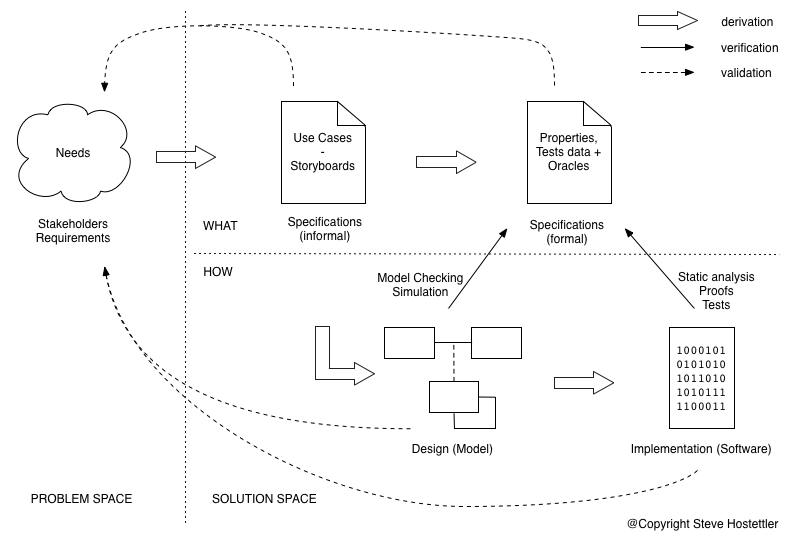 derivation
verification
validation
Needs
Use Cases
-
Storyboards
Properties,
Tests data +
Oracles
Stakeholders
Requirements
WHAT
Specifications
(informal)
Specifications
(formal)
HOW
Model Checking
Simulation
Static analysis
Proofs
Tests
1000101
0101010
1011010
1010111
1100011
Design (Model)
Implementation (Software)
PROBLEM SPACE
SOLUTION SPACE
@Copyright Steve Hostettler